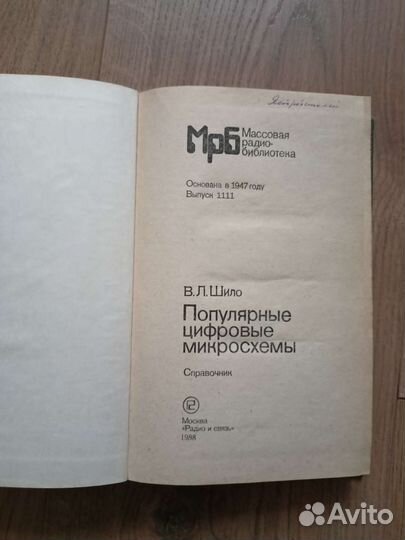 МрБ
Массовая
радио-
библиотека
Основана в 1947 году
Выпуск 1111
В.Л.Шило
Популярные
цифровые
микросхемы
Справочник
Москва
«Радио и связь»
1988
Avito